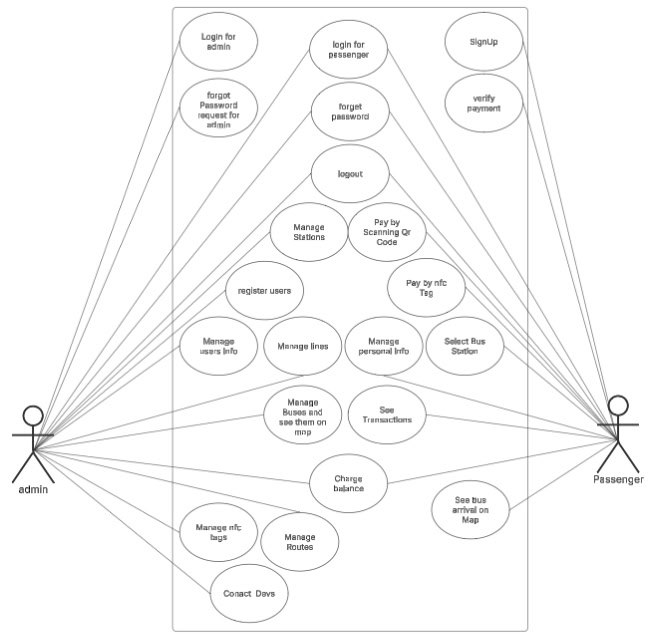 Login for
admin
login for
passenger
SignUp
forgot
Password
request for
admin
forget
password
verify
payment
logout
Manage
Stations
Pay by
Scanning Qr
Code
register users
Pay by nfc
Tag
Manage
users Info
Manage lines
Manage
personal Info
Select Bus
Station
Manage
Buses and
see them on
map
See
Transactions
admin
Passenger
Charge
balance
See bus
arrival on
Map
Manage nfc
tags
Manage
Routes
Conact Devs